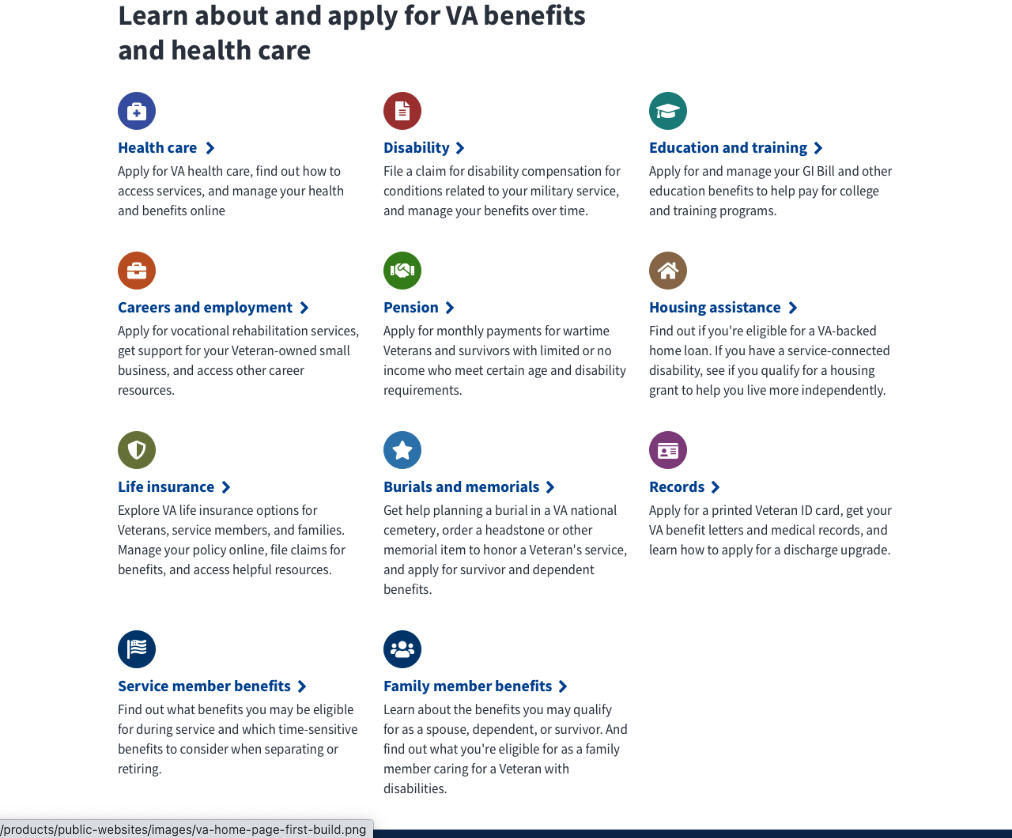 Learn about and apply for VA benefits
and health care
Health care
Apply for VA health care, find out how to
access services, and manage your health
and benefits online
Disability
File a claim for disability compensation for
conditions related to your military service,
and manage your benefits over time.
Education and training
Apply for and manage your GI Bill and other
education benefits to help pay for college
and training programs.
Careers and employment
Apply for vocational rehabilitation services,
get support for your Veteran-owned small
business, and access other career
resources.
Pension
Apply for monthly payments for wartime
Veterans and survivors with limited or no
income who meet certain age and disability
requirements.
Housing assistance
Find out if you're eligible for a VA-backed
home loan. If you have a service-connected
disability, see if you qualify for a housing
grant to help you live more independently.
Life insurance
Explore VA life insurance options for
Veterans, service members, and families.
Manage your policy online, file claims for
benefits, and access helpful resources.
Burials and memorials
Get help planning a burial in a VA national
cemetery, order a headstone or other
memorial item to honor a Veteran's service,
and apply for survivor and dependent
benefits.
Records
Apply for a printed Veteran ID card, get your
VA benefit letters and medical records, and
learn how to apply for a discharge upgrade.
Service member benefits
Find out what benefits you may be eligible
for during service and which time-sensitive
benefits to consider when separating or
retiring.
Family member benefits
Learn about the benefits you may qualify
for as a spouse, dependent, or survivor. And
find out what you're eligible for as a family
member caring for a Veteran with
disabilities.
/products/public-websites/images/va-home-page-first-build.png